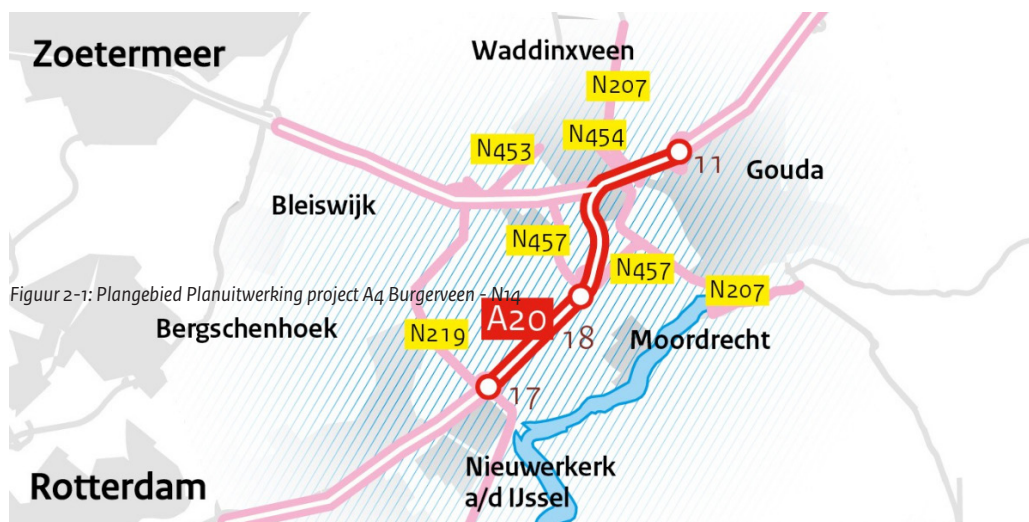 Zoetermeer
Waddinxveen
N207
N454
N453
11
Gouda
Bleiswijk
N457
N457
N207
Figuur 2-1: Plangebied Planuitwerking project A4 Burgerveen - N14
A20
Bergschenhoek
N219
18
Moordrecht
17
Nieuwerkerk
a/d IJssel
Rotterdam